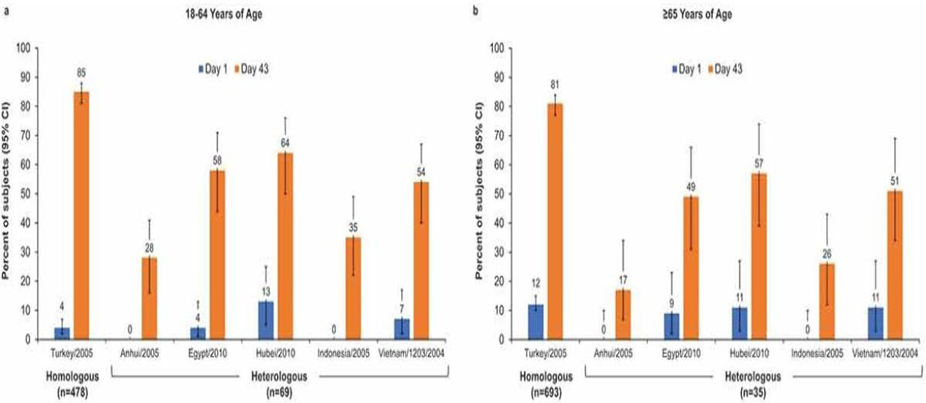 a
18-64 Years of Age
Day 1 Day 43
Percent of subjects (95% CI)
100
90
80
70
60
50
40
30
20
10
0
4 85
0 28
4 58
13 64
0 35
7 54
Turkey/2005 Anhui/2005 Egypt/2010 Hubei/2010 Indonesia/2005 Vietnam/1203/2004
Homologous Heterologous
(n=478) (n=69)
b
≥65 Years of Age
Day 1 Day 43
Percent of subjects (95% CI)
100
90
80
70
60
50
40
30
20
10
0
12 81
0 17
9 49
11 57
0 26
11 51
Turkey/2005 Anhui/2005 Egypt/2010 Hubei/2010 Indonesia/2005 Vietnam/1203/2004
Homologous Heterologous
(n=693) (n=35)